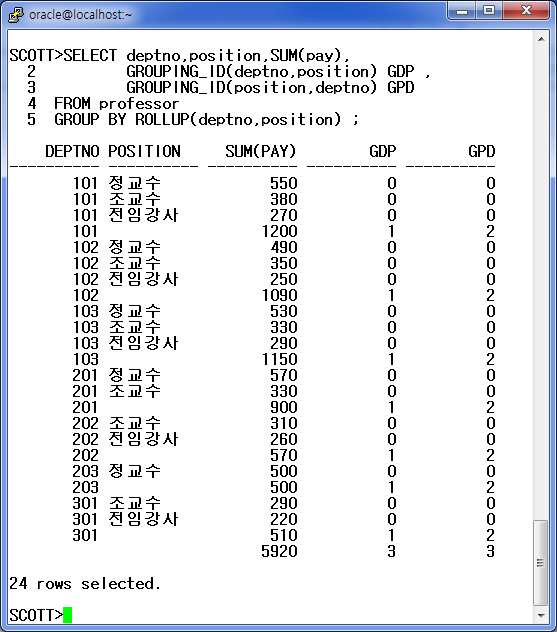 oracle@localhost:~
SCOTT>SELECT deptno,position,SUM(pay),
  2           GROUPING_ID(deptno,position) GDP ,
  3           GROUPING_ID(position,deptno) GPD
  4  FROM professor
  5  GROUP BY ROLLUP(deptno,position) ;
    DEPTNO POSITION     SUM(PAY)        GDP        GPD
---------- ---------- ---------- ---------- ----------
       101 정교수            550          0          0
       101 조교수            380          0          0
       101 전임강사          270          0          0
       101                  1200          1          2
       102 정교수            490          0          0
       102 조교수            350          0          0
       102 전임강사          250          0          0
       102                  1090          1          2
       103 정교수            530          0          0
       103 조교수            330          0          0
       103 전임강사          290          0          0
       103                  1150          1          2
       201 정교수            570          0          0
       201 조교수            330          0          0
       201                   900          1          2
       202 조교수            310          0          0
       202 전임강사          260          0          0
       202                   570          1          2
       203 정교수            500          0          0
       203                   500          1          2
       301 조교수            290          0          0
       301 전임강사          220          0          0
       301                   510          1          2
                            5920          3          3
24 rows selected.
SCOTT>